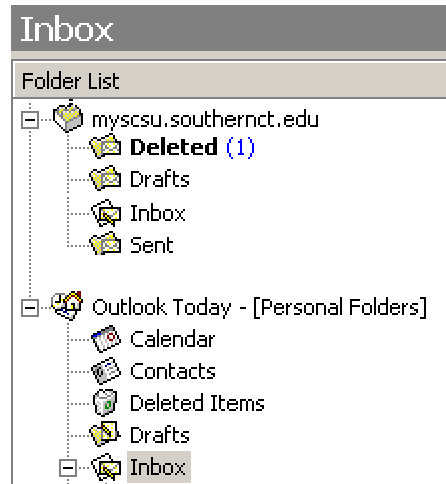 Inbox
Folder List
myscsu.southernct.edu
Deleted (1)
Drafts
Inbox
Sent
Outlook Today - [Personal Folders]
Calendar
Contacts
Deleted Items
Drafts
Inbox